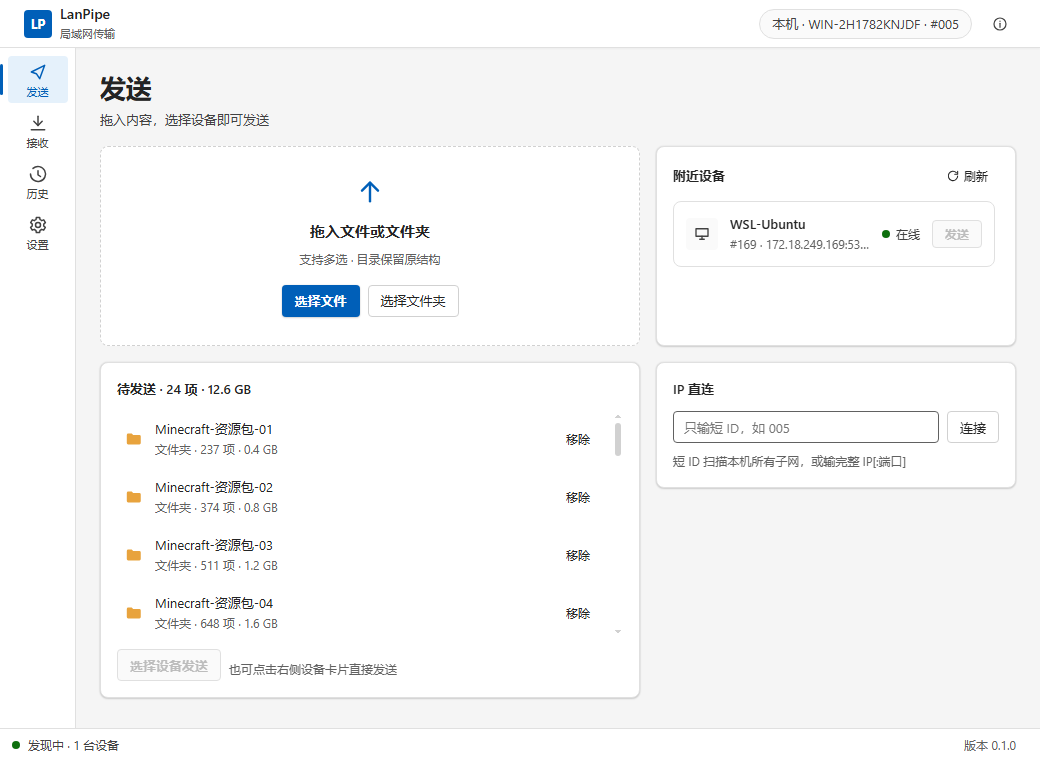 LP
LanPipe
局域网传输
本机 · WIN-2H1782KNJDF · #005
发送
接收
历史
设置
发送
拖入内容，选择设备即可发送
拖入文件或文件夹
支持多选 · 目录保留原结构
选择文件
选择文件夹
附近设备
刷新
WSL-Ubuntu
#169 · 172.18.249.169:53...
在线
发送
待发送 · 24 项 · 12.6 GB
Minecraft-资源包-01
文件夹 · 237 项 · 0.4 GB
移除
Minecraft-资源包-02
文件夹 · 374 项 · 0.8 GB
移除
Minecraft-资源包-03
文件夹 · 511 项 · 1.2 GB
移除
Minecraft-资源包-04
文件夹 · 648 项 · 1.6 GB
移除
选择设备发送
也可点击右侧设备卡片直接发送
IP 直连
只输短 ID，如 005
连接
短 ID 扫描本机所有子网，或输完整 IP[:端口]
发现中 · 1 台设备
版本 0.1.0